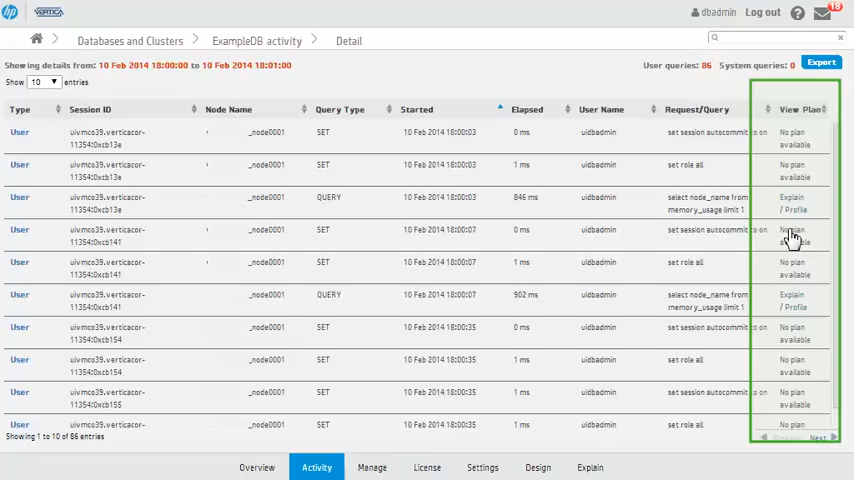 hp VERTICA dbadmin Log out ? 18
Databases and Clusters ExampleDB activity Detail
Showing details from: 10 Feb 2014 18:00:00 to 10 Feb 2014 18:01:00 User queries: 86 System queries: 0 Export
Show 10 entries
Type Session ID Node Name Query Type Started Elapsed User Name Request/Query View Plan
User uivmco39.verticacor- _node0001 SET 10 Feb 2014 18:00:03 0 ms uidbadmin set session autocommit to on No plan
11354:0xcb13e available
User uivmco39.verticacor- _node0001 SET 10 Feb 2014 18:00:03 1 ms uidbadmin set role all No plan
11354:0xcb13e available
User uivmco39.verticacor- _node0001 QUERY 10 Feb 2014 18:00:03 846 ms uidbadmin select node_name from Explain
11354:0xcb13e memory_usage limit 1 / Profile
User uivmco39.verticacor- _node0001 SET 10 Feb 2014 18:00:07 0 ms uidbadmin set session autocommit to on No plan
11354:0xcb141 available
User uivmco39.verticacor- _node0001 SET 10 Feb 2014 18:00:07 1 ms uidbadmin set role all No plan
11354:0xcb141 available
User uivmco39.verticacor- _node0001 QUERY 10 Feb 2014 18:00:07 902 ms uidbadmin select node_name from Explain
11354:0xcb141 memory_usage limit 1 / Profile
User uivmco39.verticacor- _node0001 SET 10 Feb 2014 18:00:35 0 ms uidbadmin set session autocommit to on No plan
11354:0xcb154 available
User uivmco39.verticacor- _node0001 SET 10 Feb 2014 18:00:35 1 ms uidbadmin set role all No plan
11354:0xcb154 available
User uivmco39.verticacor- _node0001 SET 10 Feb 2014 18:00:35 1 ms uidbadmin set session autocommit to on No plan
11354:0xcb155 available
User uivmco39.verticacor- _node0001 SET 10 Feb 2014 18:00:35 1 ms uidbadmin set role all No plan
Showing 1 to 10 of 86 entries Previous Next
Overview Activity Manage License Settings Design Explain